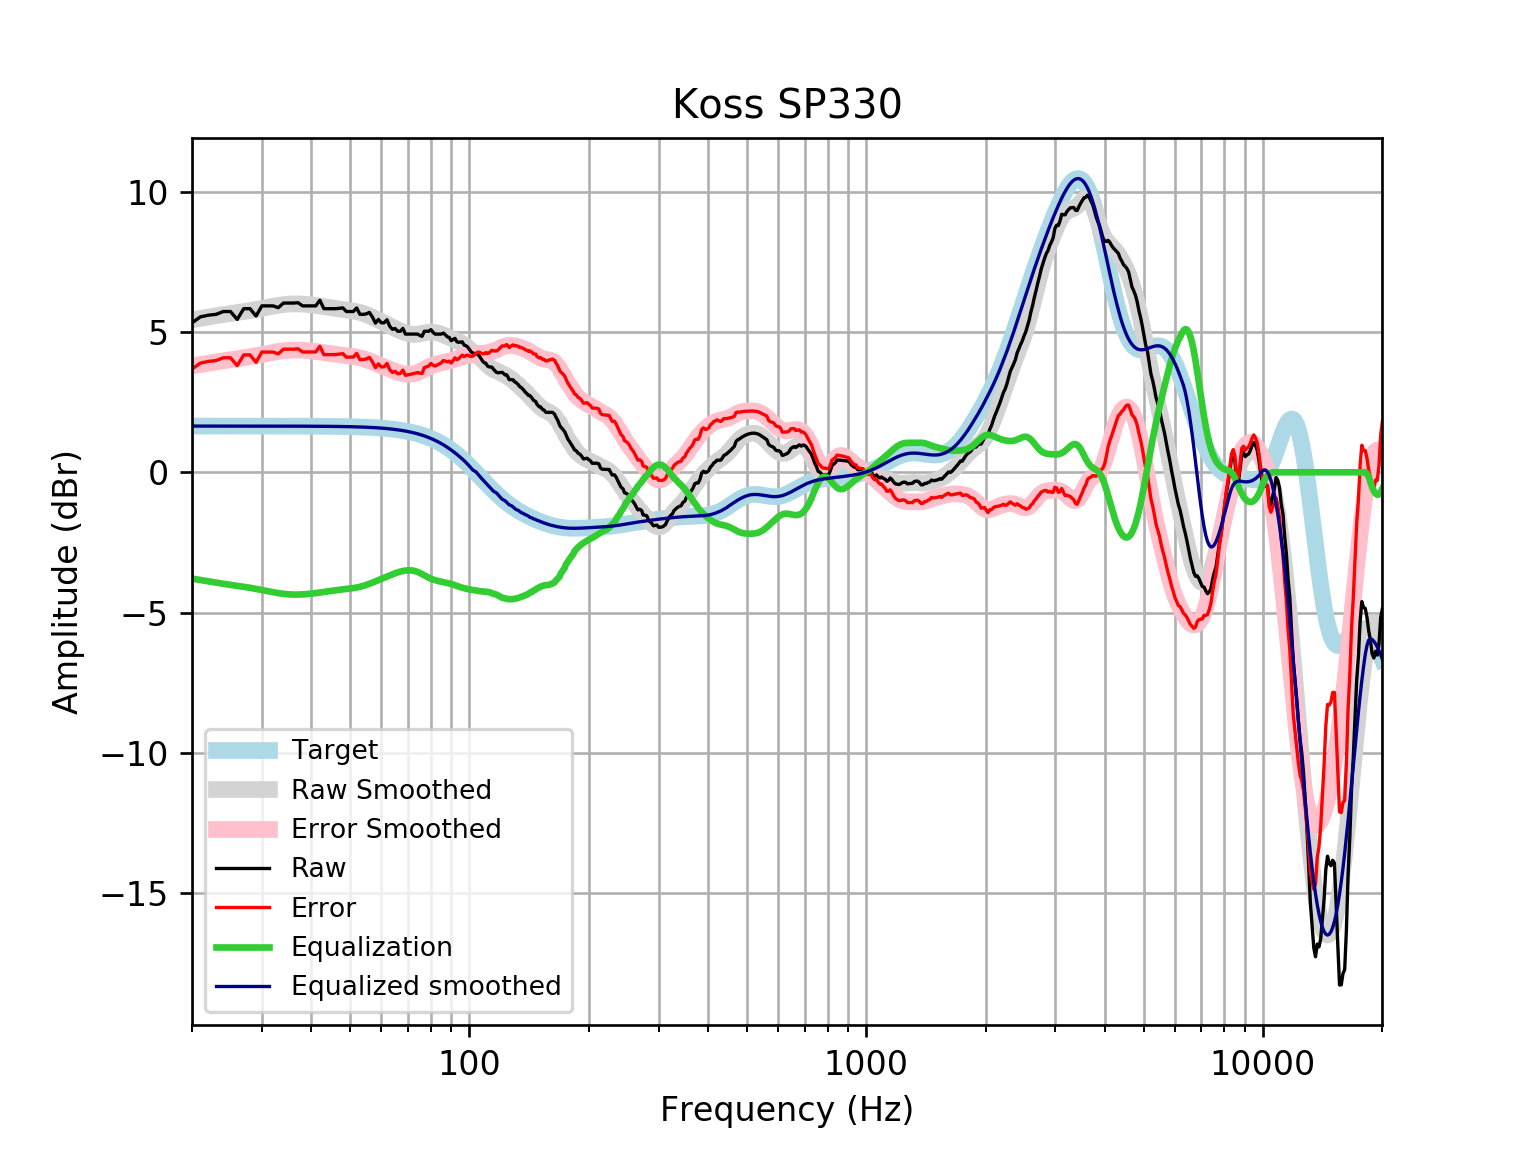 Koss SP330
Amplitude (dBr)
10
5
0
−5
−10
−15
Target
Raw Smoothed
Error Smoothed
Raw
Error
Equalization
Equalized smoothed
100
1000
10000
Frequency (Hz)